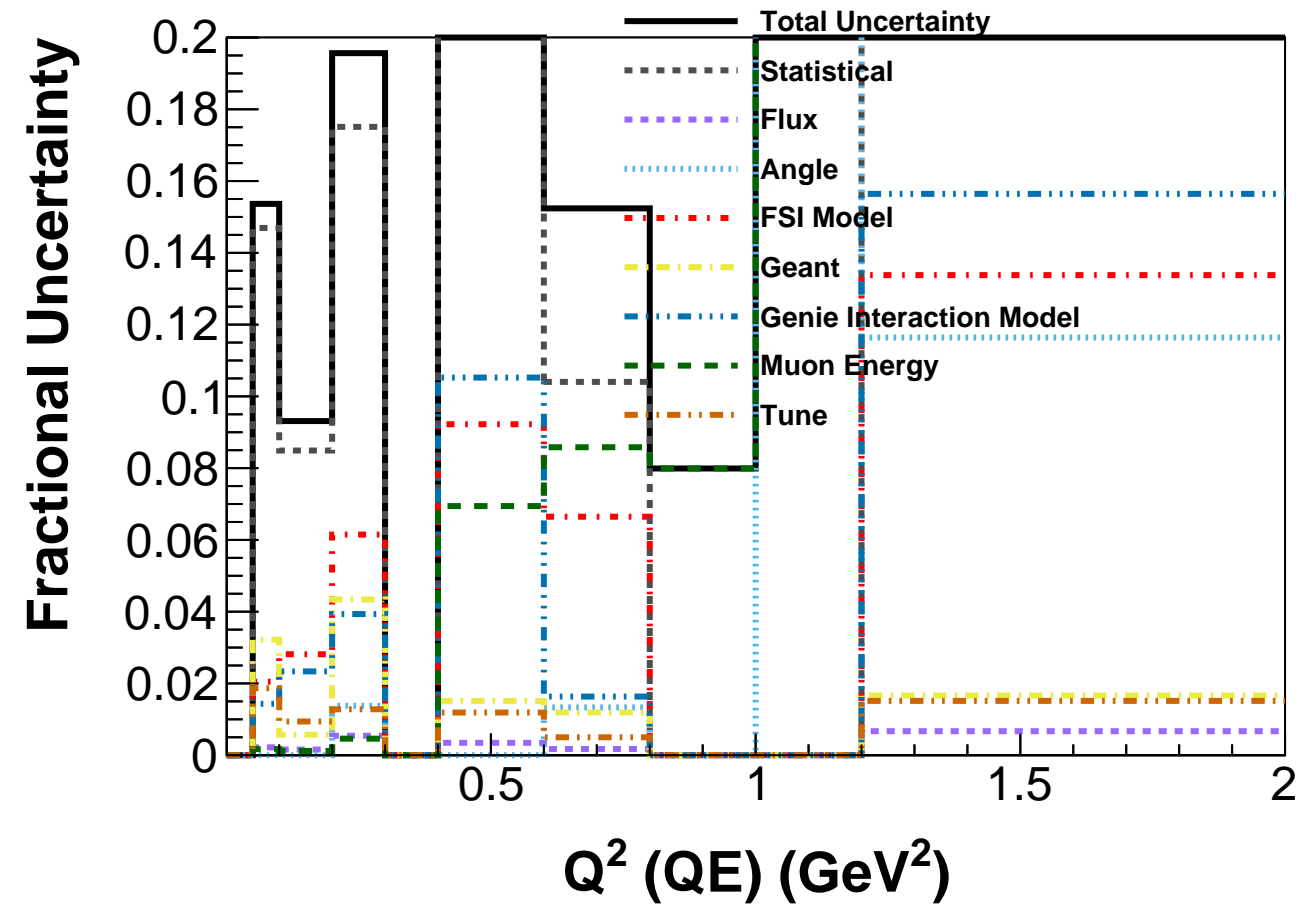 Fractional Uncertainty
0.2
0.18
0.16
0.14
0.12
0.1
0.08
0.06
0.04
0.02
0
Total Uncertainty
Statistical
Flux
Angle
FSI Model
Geant
Genie Interaction Model
Muon Energy
Tune
0.5
1
1.5
2
Q² (QE) (GeV²)